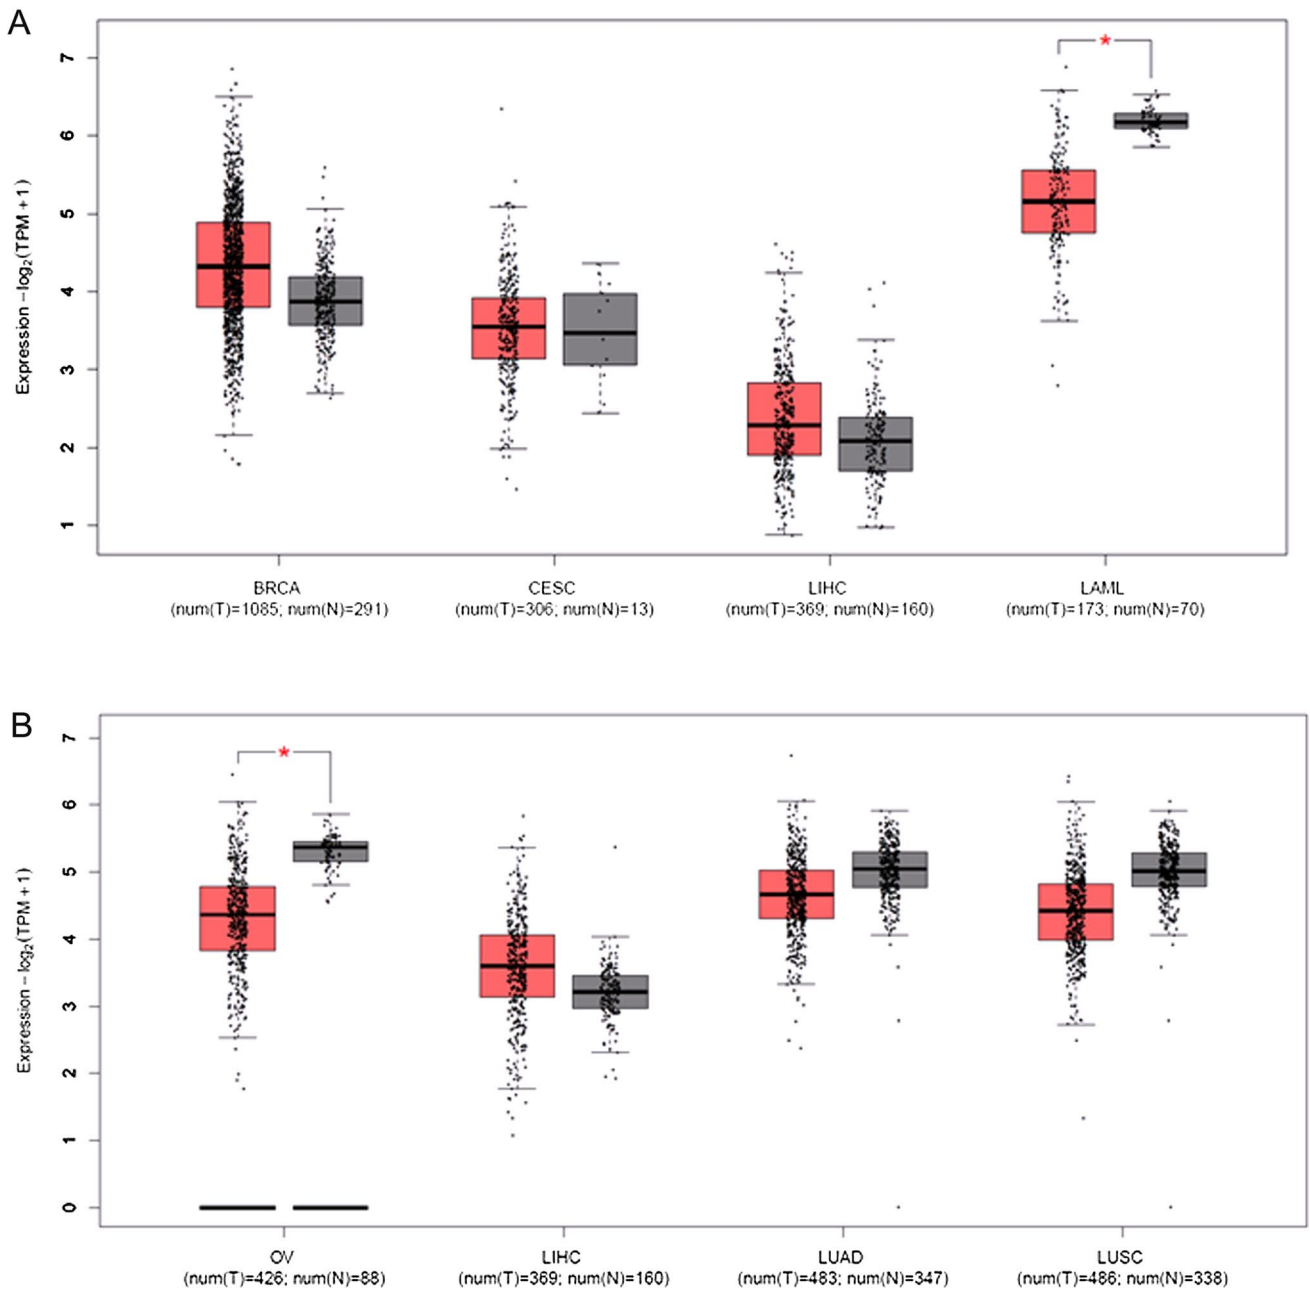 A
7
6
5
4
3
2
1
Expression – log2(TPM + 1)
*
BRCA
(num(T)=1085; num(N)=291)
CESC
(num(T)=306; num(N)=13)
LIHC
(num(T)=369; num(N)=160)
LAML
(num(T)=173; num(N)=70)
B
7
6
5
4
3
2
1
0
Expression – log2(TPM + 1)
*
OV
(num(T)=426; num(N)=88)
LIHC
(num(T)=369; num(N)=160)
LUAD
(num(T)=483; num(N)=347)
LUSC
(num(T)=486; num(N)=338)